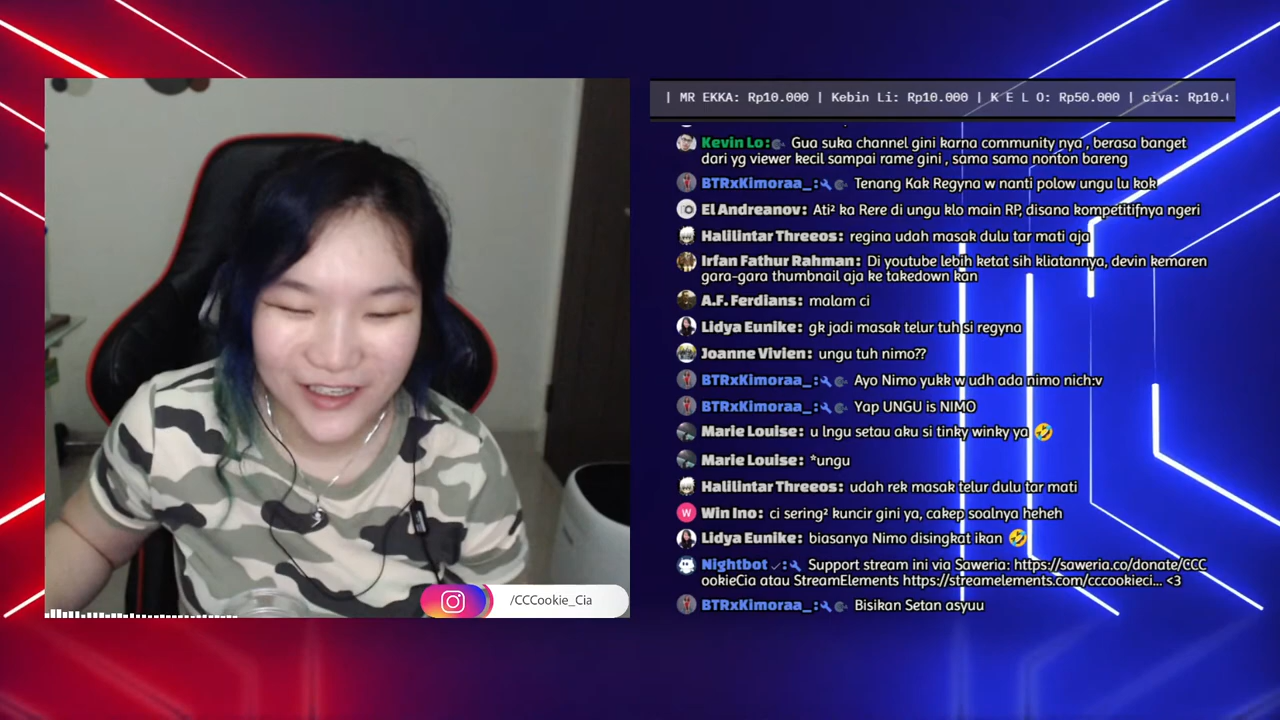 | MR EKKA: Rp10.000 | Kebin Li: Rp10.000 | K E L O: Rp50.000 | civa: Rp10.
Kevin Lo: Gua suka channel gini karna community nya , berasa banget
dari yg viewer kecil sampai rame gini , sama sama nonton bareng
BTRxKimoraa_: Tenang Kak Regyna w nanti polow ungu lu kok
El Andreanov: Ati² ka Rere di ungu klo main RP, disana kompetitifnya ngeri
Halilintar Threeos: regina udah masak dulu tar mati aja
Irfan Fathur Rahman: Di youtube lebih ketat sih kliatannya, devin kemaren
gara-gara thumbnail aja ke takedown kan
A.F. Ferdians: malam ci
Lidya Eunike: gk jadi masak telur tuh si regyna
Joanne Vivien: ungu tuh nimo??
BTRxKimoraa_: Ayo Nimo yukk w udh ada nimo nich:v
BTRxKimoraa_: Yap UNGU is NIMO
Marie Louise: u lngu setau aku si tinky winky ya 🤣
Marie Louise: *ungu
Halilintar Threeos: udah rek masak telur dulu tar mati
W Win Ino: ci sering² kuncir gini ya, cakep soalnya heheh
Lidya Eunike: biasanya Nimo disingkat ikan 🤣
Nightbot ✓: Support stream ini via Saweria: https://saweria.co/donate/CCC
ookieCia atau StreamElements https://streamelements.com/cccookieci... <3
BTRxKimoraa_: Bisikan Setan asyuu
/CCCookie_Cia